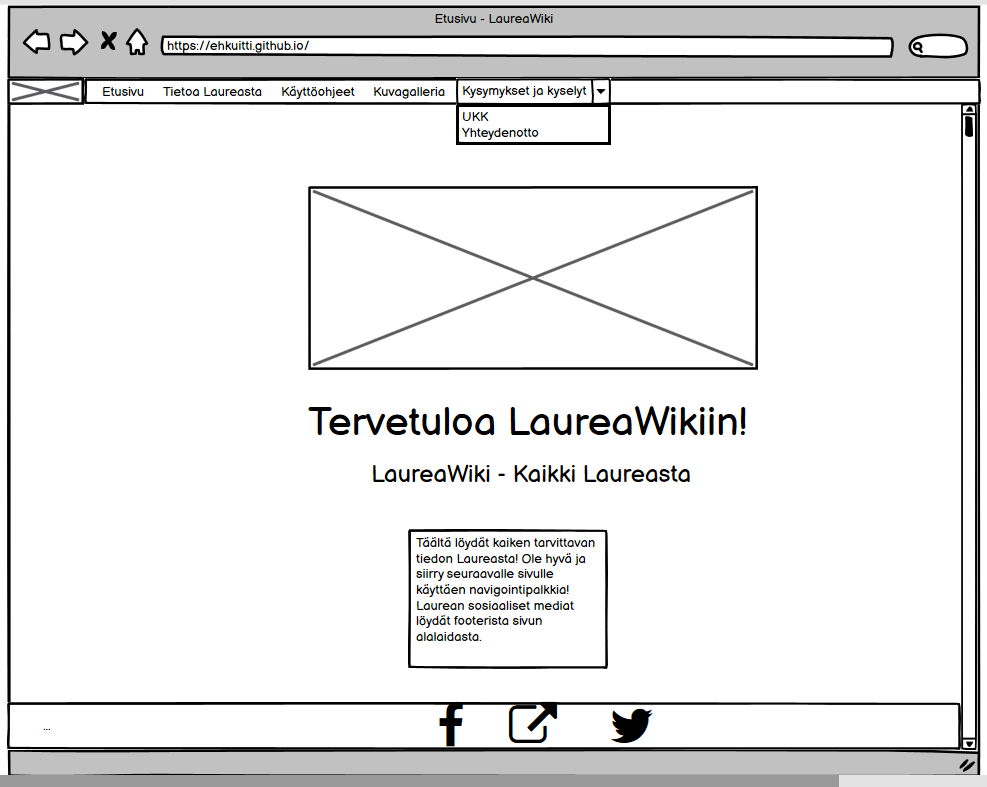 Etusivu - LaureaWiki
https://ehkuitti.github.io/
Etusivu Tietoa Laureasta Käyttöohjeet Kuvagalleria Kysymykset ja kyselyt
UKK
Yhteydenotto
Tervetuloa LaureaWikiin!
LaureaWiki - Kaikki Laureasta
Täältä löydät kaiken tarvittavan
tiedon Laureasta! Ole hyvä ja
siirry seuraavalle sivulle
käyttäen navigointipalkkia!
Laurean sosiaaliset mediat
löydät footerista sivun
alalaidasta.
...